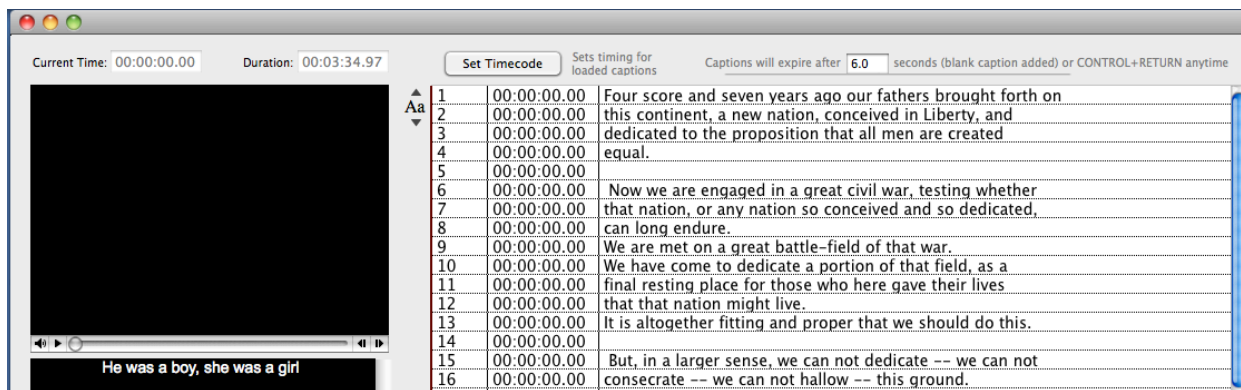 Current Time: 00:00:00.00 Duration: 00:03:34.97 Set Timecode Sets timing for loaded captions Captions will expire after 6.0 seconds (blank caption added) or CONTROL+RETURN anytime
Aa
1 00:00:00.00 Four score and seven years ago our fathers brought forth on
2 00:00:00.00 this continent, a new nation, conceived in Liberty, and
3 00:00:00.00 dedicated to the proposition that all men are created
4 00:00:00.00 equal.
5 00:00:00.00
6 00:00:00.00 Now we are engaged in a great civil war, testing whether
7 00:00:00.00 that nation, or any nation so conceived and so dedicated,
8 00:00:00.00 can long endure.
9 00:00:00.00 We are met on a great battle-field of that war.
10 00:00:00.00 We have come to dedicate a portion of that field, as a
11 00:00:00.00 final resting place for those who here gave their lives
12 00:00:00.00 that that nation might live.
13 00:00:00.00 It is altogether fitting and proper that we should do this.
14 00:00:00.00
15 00:00:00.00 But, in a larger sense, we can not dedicate -- we can not
16 00:00:00.00 consecrate -- we can not hallow -- this ground.
He was a boy, she was a girl